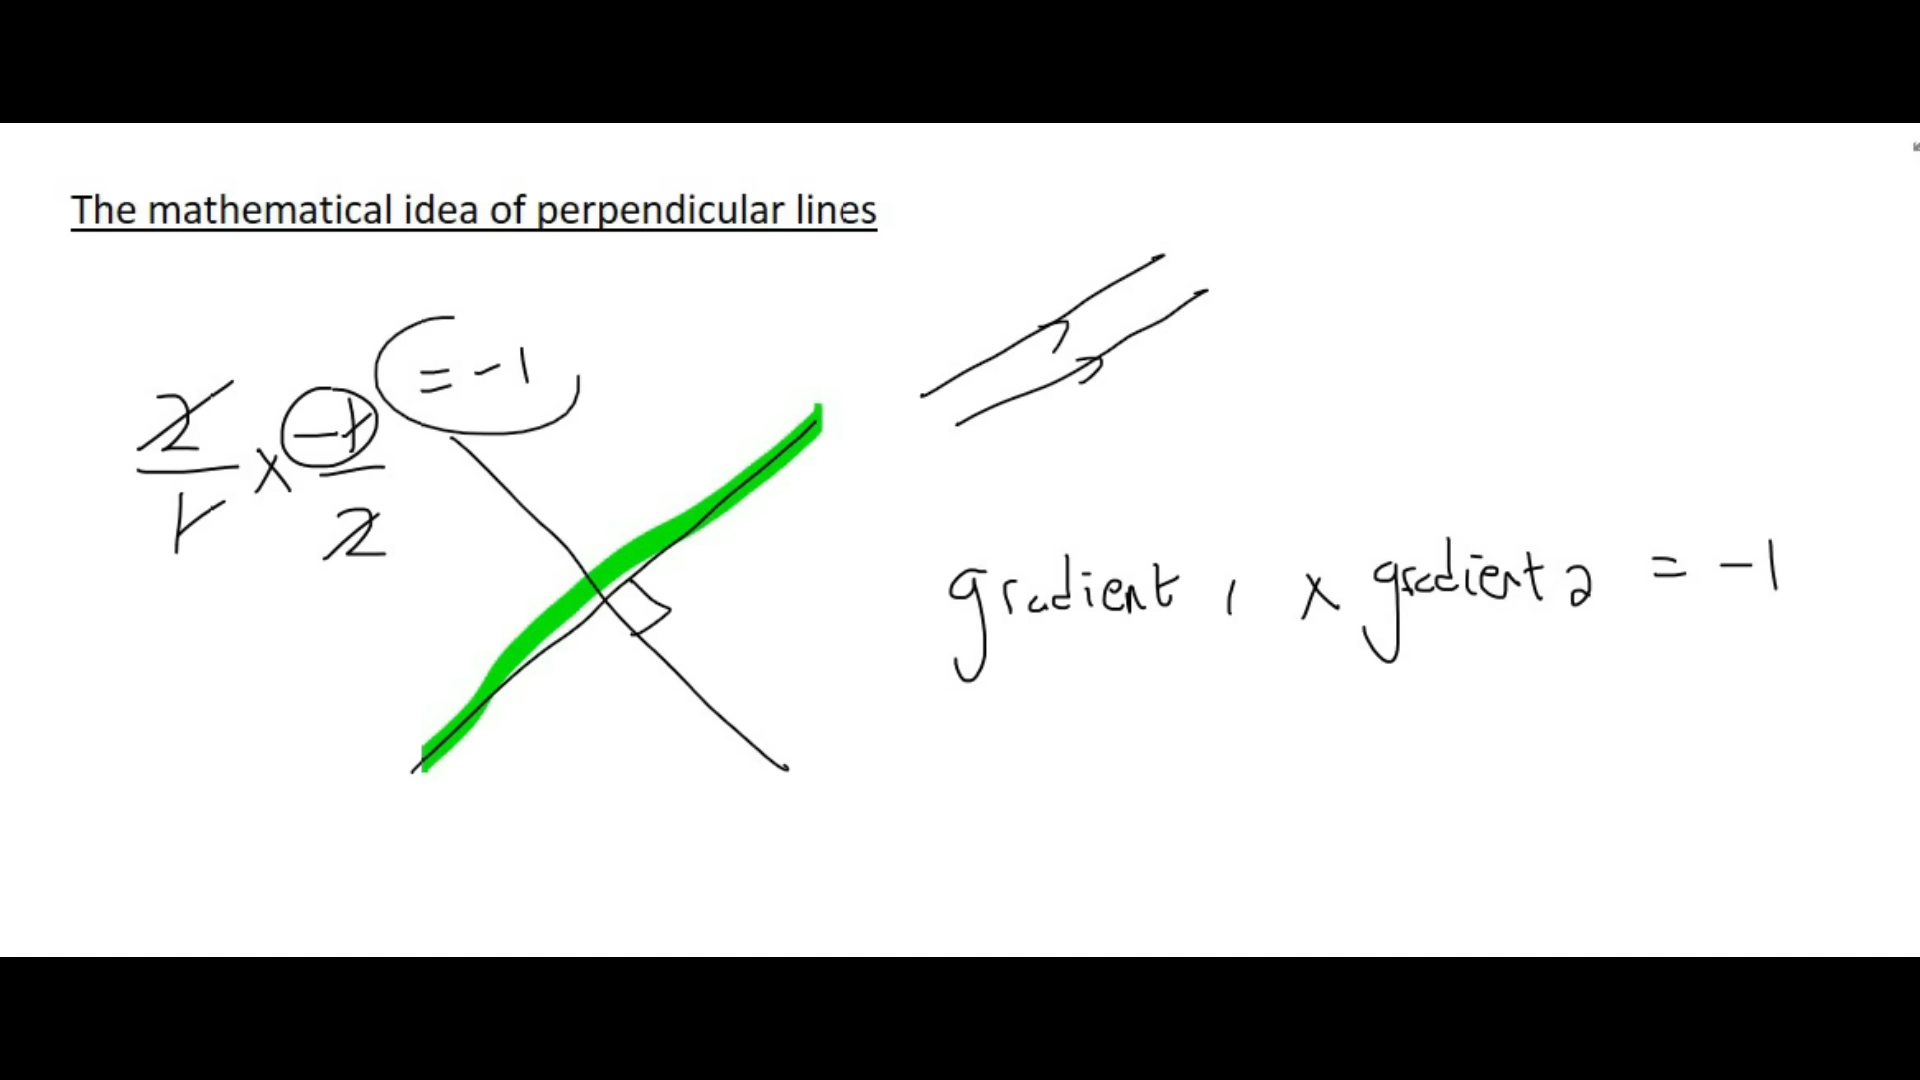 The mathematical idea of perpendicular lines
2/1 × -1/2 = -1
gradient 1 × gradient 2 = -1